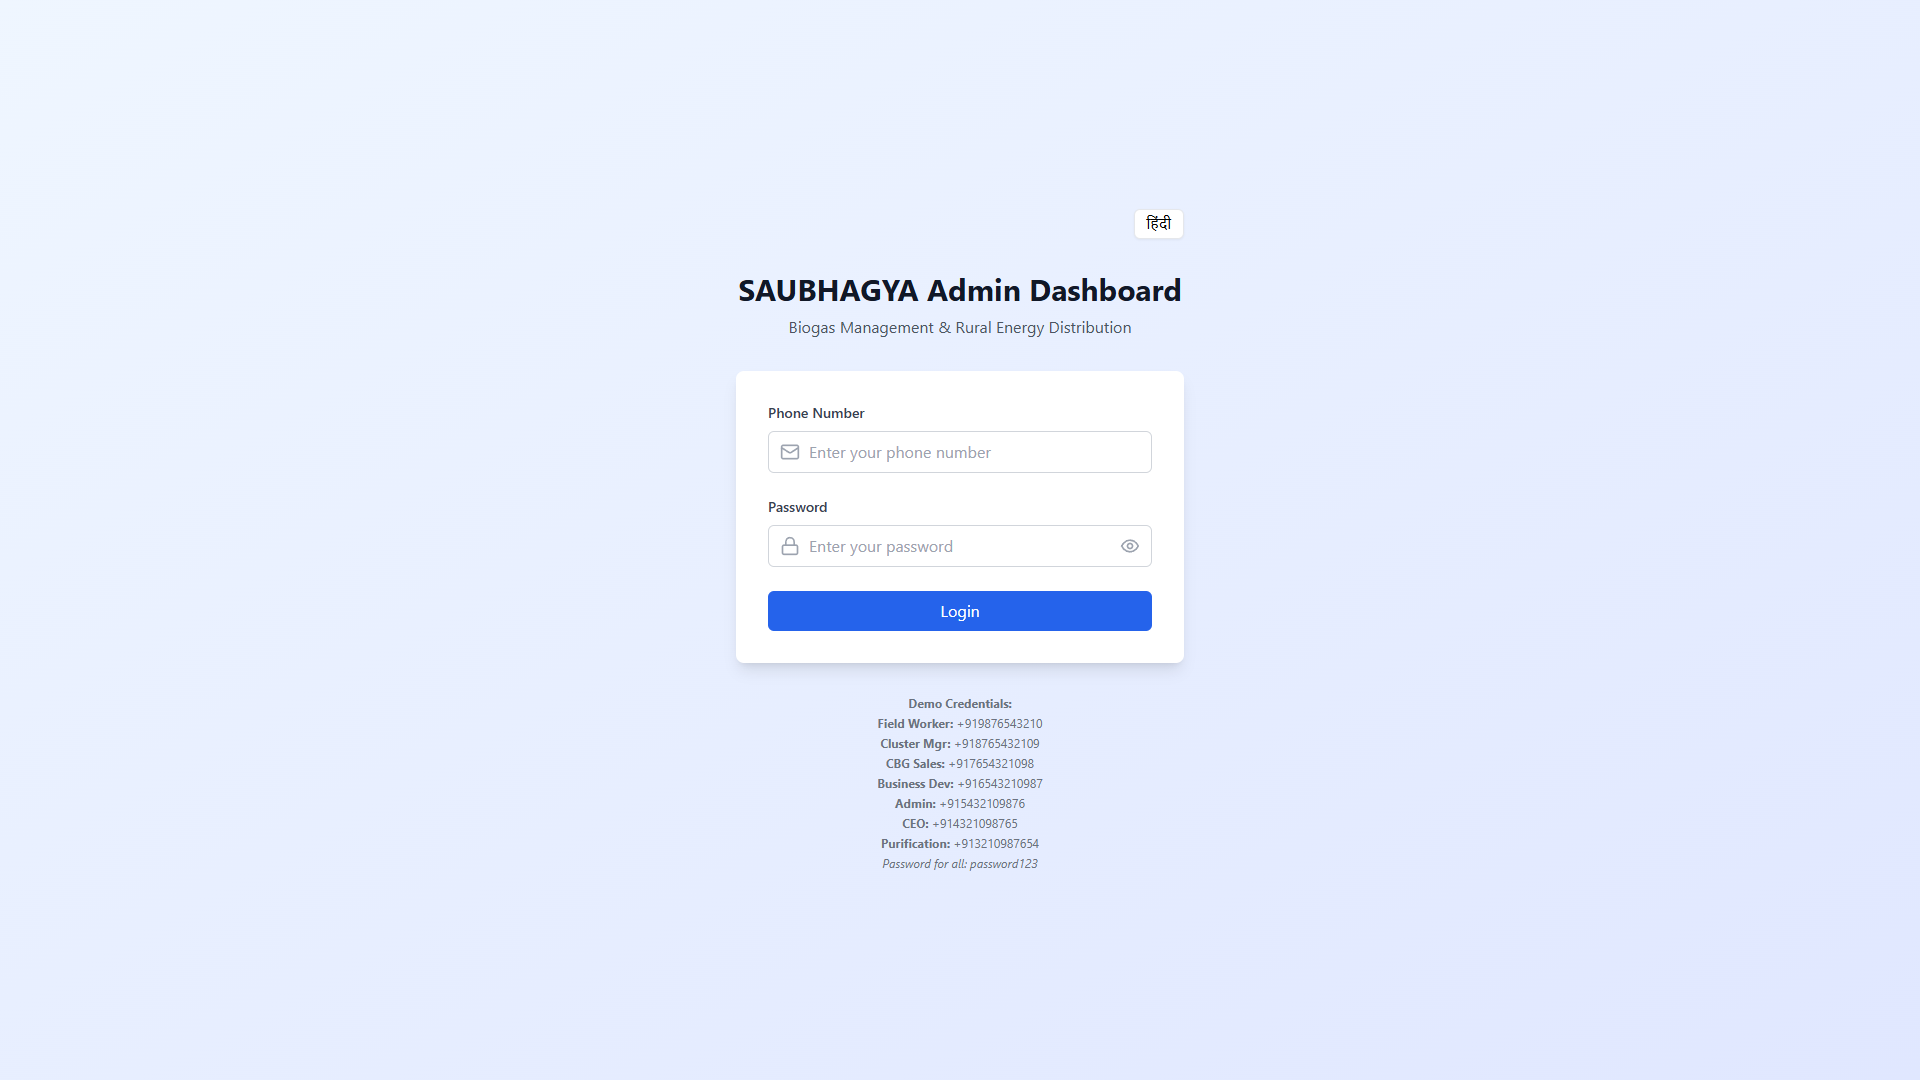 हिंदी
SAUBHAGYA Admin Dashboard
Biogas Management & Rural Energy Distribution
Phone Number
Enter your phone number
Password
Enter your password
Login
Demo Credentials:
Field Worker: +919876543210
Cluster Mgr: +918765432109
CBG Sales: +917654321098
Business Dev: +916543210987
Admin: +915432109876
CEO: +914321098765
Purification: +913210987654
Password for all: password123